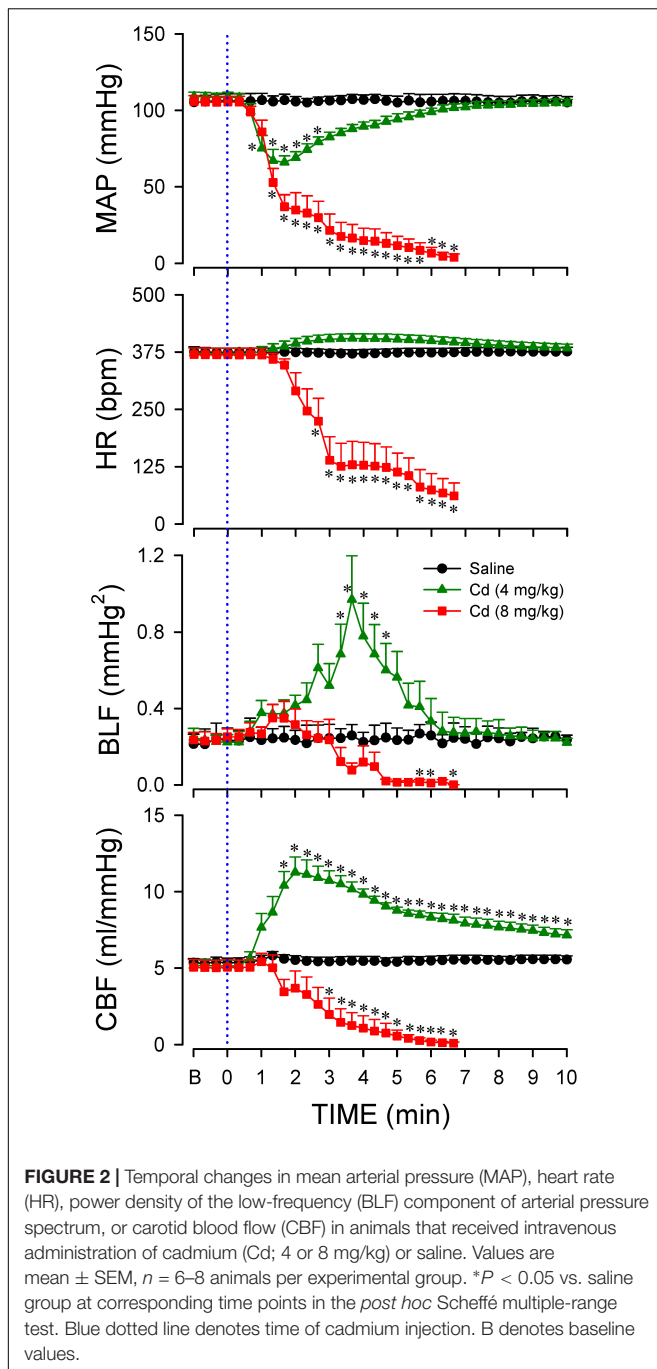 150
100
50
0
MAP (mmHg)
500
375
250
125
0
HR (bpm)
1.2
0.8
0.4
0.0
BLF (mmHg²)
Saline
Cd (4 mg/kg)
Cd (8 mg/kg)
15
10
5
0
CBF (ml/mmHg)
B 0 1 2 3 4 5 6 7 8 9 10
TIME (min)
FIGURE 2 | Temporal changes in mean arterial pressure (MAP), heart rate
(HR), power density of the low-frequency (BLF) component of arterial pressure
spectrum, or carotid blood flow (CBF) in animals that received intravenous
administration of cadmium (Cd; 4 or 8 mg/kg) or saline. Values are
mean ± SEM, n = 6–8 animals per experimental group. *P < 0.05 vs. saline
group at corresponding time points in the post hoc Scheffé multiple-range
test. Blue dotted line denotes time of cadmium injection. B denotes baseline
values.